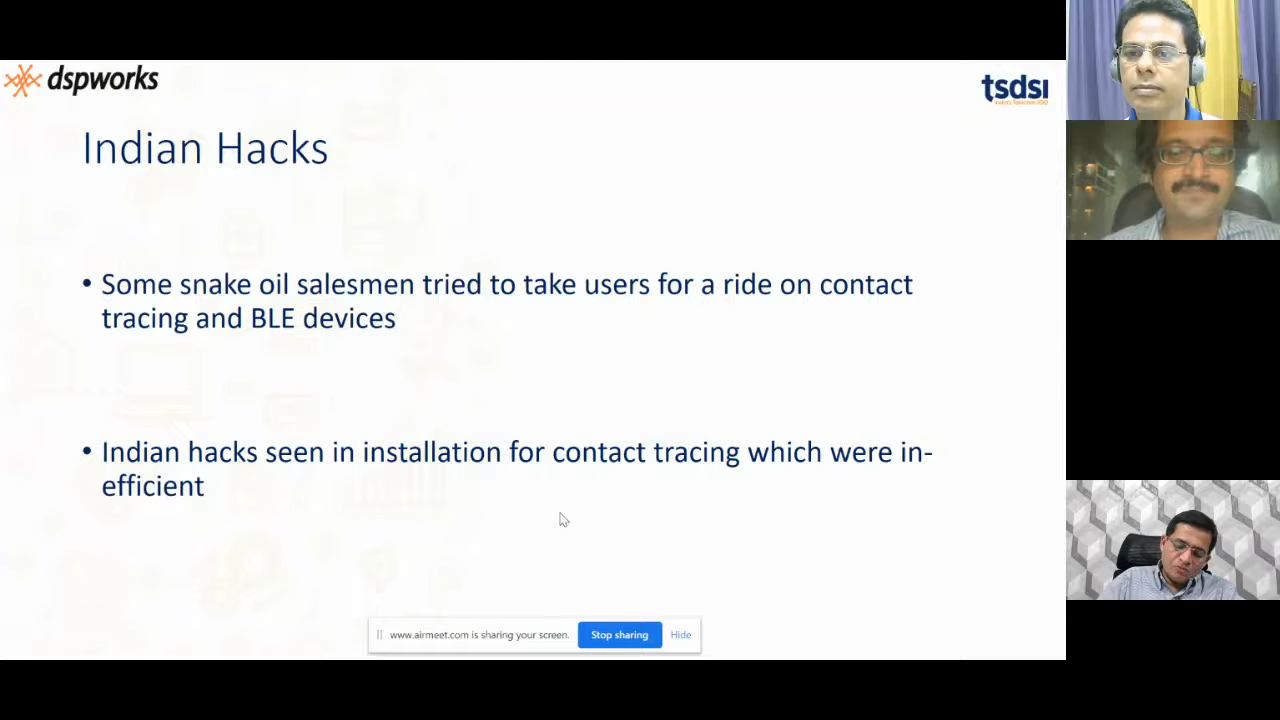 dspworks
tsdsi
Indian Hacks
• Some snake oil salesmen tried to take users for a ride on contact
tracing and BLE devices
• Indian hacks seen in installation for contact tracing which were in-
efficient
www.airmeet.com is sharing your screen.
Stop sharing
Hide